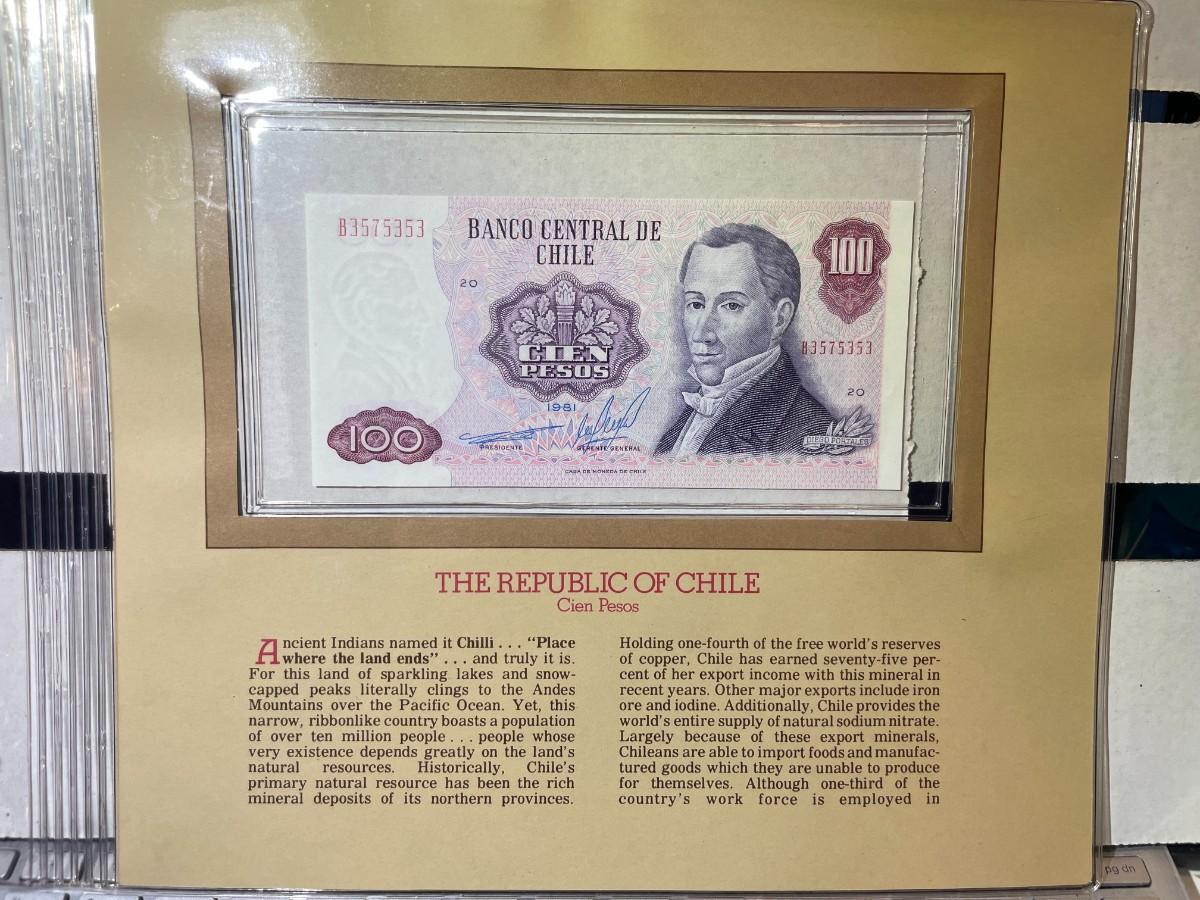 B3575353
BANCO CENTRAL DE
CHILE
100
20
CIEN
PESOS
B3575353
20
1981
100
PRESIDENTE
GERENTE GENERAL
DIEGO PORTALES
CASA DE MONEDA DE CHILE
THE REPUBLIC OF CHILE
Cien Pesos
Ancient Indians named it Chilli . . . “Place
where the land ends” . . . and truly it is.
For this land of sparkling lakes and snow-
capped peaks literally clings to the Andes
Mountains over the Pacific Ocean. Yet, this
narrow, ribbonlike country boasts a population
of over ten million people . . . people whose
very existence depends greatly on the land’s
natural resources. Historically, Chile’s
primary natural resource has been the rich
mineral deposits of its northern provinces.
Holding one-fourth of the free world’s reserves
of copper, Chile has earned seventy-five per-
cent of her export income with this mineral in
recent years. Other major exports include iron
ore and iodine. Additionally, Chile provides the
world’s entire supply of natural sodium nitrate.
Largely because of these export minerals,
Chileans are able to import foods and manufac-
tured goods which they are unable to produce
for themselves. Although one-third of the
country’s work force is employed in
pg dn